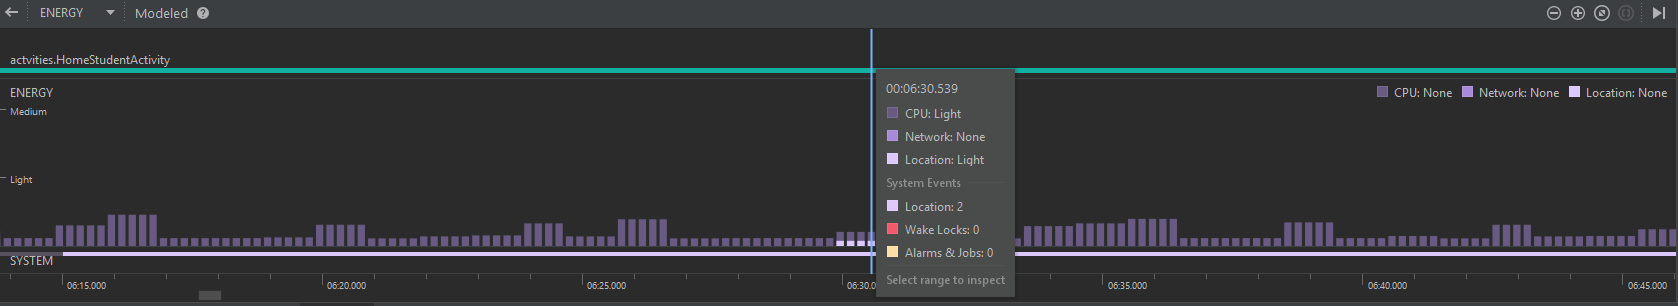 ENERGY Modeled ?
actvities.HomeStudentActivity
ENERGY
CPU: None Network: None Location: None
Medium
Light
00:06:30.539
CPU: Light
Network: None
Location: Light
System Events
Location: 2
Wake Locks: 0
Alarms & Jobs: 0
Select range to inspect
SYSTEM
06:15.000 06:20.000 06:25.000 06:30. 06:35.000 06:40.000 06:45.000